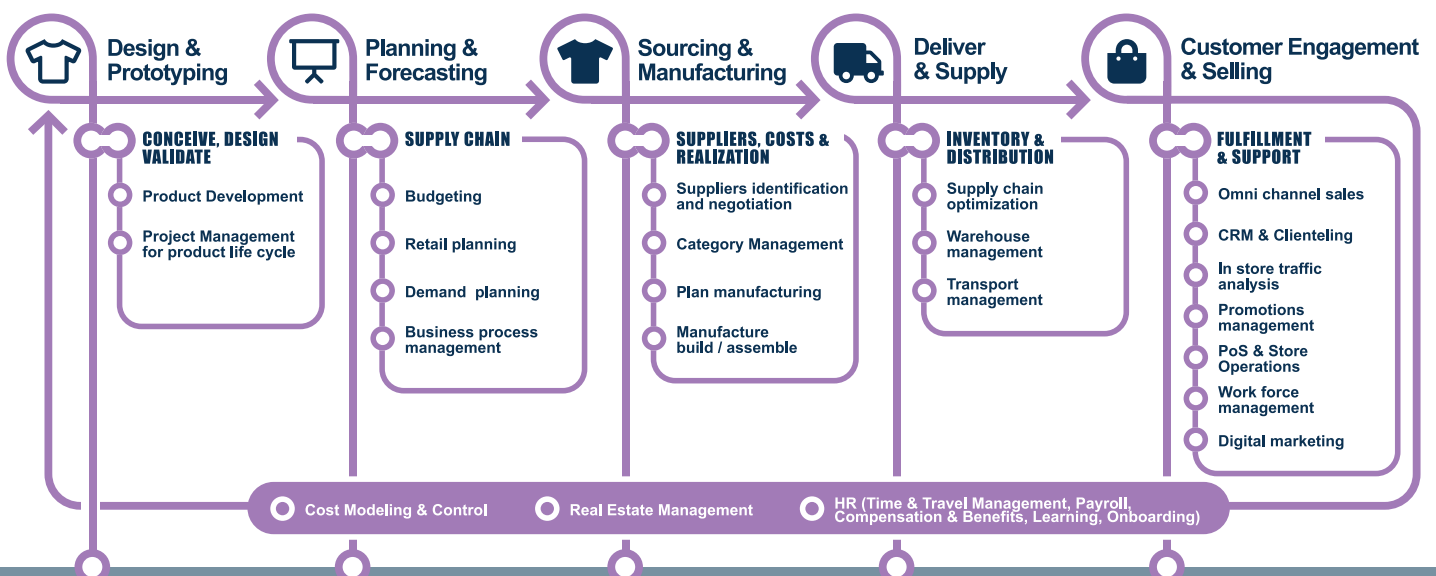 Design &
Prototyping
Planning &
Forecasting
Sourcing &
Manufacturing
Deliver
& Supply
Customer Engagement
& Selling
CONCEIVE, DESIGN
VALIDATE
Product Development
Project Management
for product life cycle
SUPPLY CHAIN
Budgeting
Retail planning
Demand planning
Business process
management
SUPPLIERS, COSTS &
REALIZATION
Suppliers identification
and negotiation
Category Management
Plan manufacturing
Manufacture
build / assemble
INVENTORY &
DISTRIBUTION
Supply chain
optimization
Warehouse
management
Transport
management
FULFILLMENT
& SUPPORT
Omni channel sales
CRM & Clienteling
In store traffic
analysis
Promotions
management
PoS & Store
Operations
Work force
management
Digital marketing
Cost Modeling & Control
Real Estate Management
HR (Time & Travel Management, Payroll,
Compensation & Benefits, Learning, Onboarding)